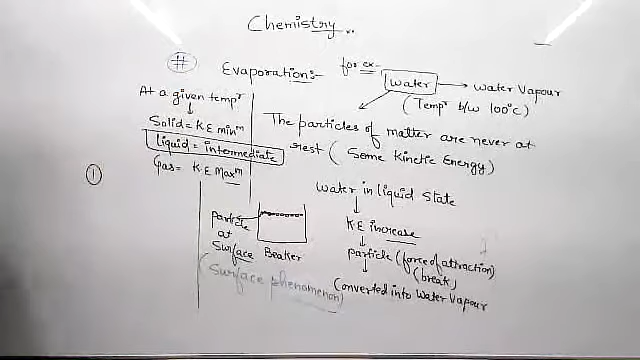 Chemistry..
# Evaporation:- for ex-
Water → Water Vapour
(Tempr b/w 100°C)
At a given tempr
↓
Solid = K.E minm
Liquid = intermediate
Gas = K.E Maxm
①
The particles of matter are never at
rest (Some Kinetic Energy)
Water in liquid state
↓
KE increase
↓
particle (force of attraction)
(break)
↓
Converted into Water Vapour
particle
at
Surface
Beaker
(Surface phenomenon)